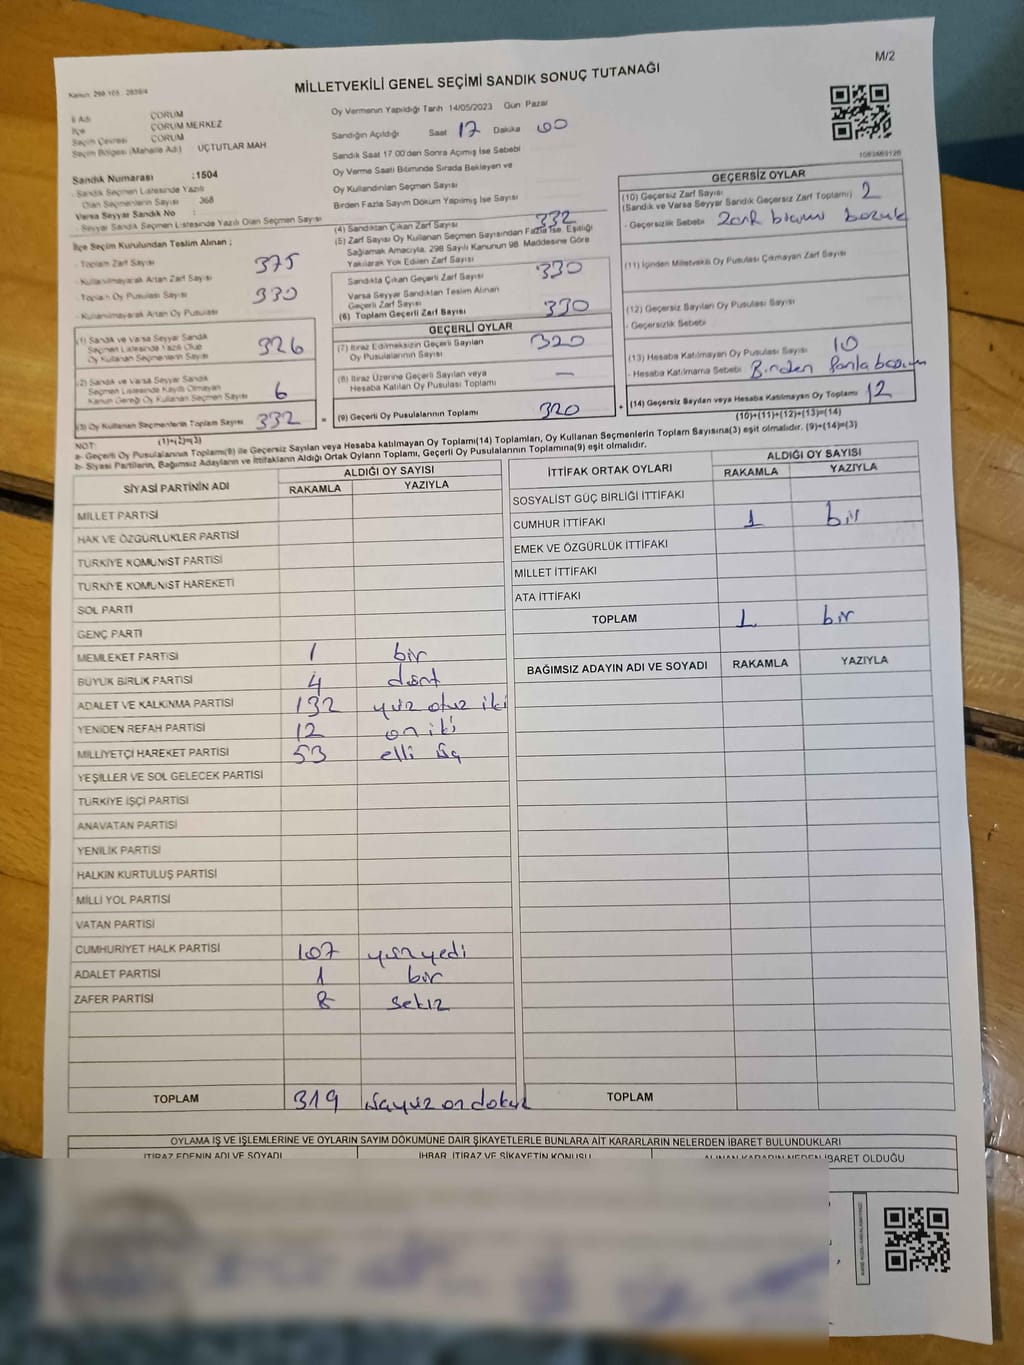 M/2
Kanun: 298,105 . 2839/4
MİLLETVEKİLİ GENEL SEÇİMİ SANDIK SONUÇ TUTANAĞI
İl Adı ÇORUM
İlçe ÇORUM MERKEZ
Seçim Çevresi ÇORUM
Seçim Bölgesi (Mahalle Adı.) UÇTUTLAR MAH
Sandık Numarası :1504
- Sandık Seçmen Listesinde Yazılı
Olan Seçmenlerin Sayısı 368
Varsa Seyyar Sandık No :
- Seyyar Sandık Seçmen Listesinde Yazılı Olan Seçmen Sayısı
İlçe Seçim Kurulundan Teslim Alınan ;
- Toplam Zarf Sayısı 375
- Kullanılmayarak Artan Zarf Sayısı
- Toplam Oy Pusulası Sayısı 330
- Kullanılmayarak Artan Oy Pusulası
(1) Sandık ve Varsa Seyyar Sandık
Seçmen Listesinde Yazılı Olup
Oy Kullanan Seçmenlerin Sayısı 326
(2) Sandık ve Varsa Seyyar Sandık
Seçmen Listesinde Kayıtlı Olmayan
Kanun Gereği Oy Kullanan Seçmen Sayısı 6
(3) Oy Kullanan Seçmenlerin Toplam Sayısı 332 =
(1)+(2)=(3)
Oy Vermenin Yapıldığı Tarih 14/05/2023 Gün Pazar
Sandığın Açıldığı Saat 17 Dakika 00
Sandık Saat 17:00'den Sonra Açılmış İse Sebebi
Oy Verme Saati Bitiminde Sırada Bekleyen ve
Oy Kullandırılan Seçmen Sayısı
Birden Fazla Sayım Döküm Yapılmış İse Sayısı
(4) Sandıktan Çıkan Zarf Sayısı 332
(5) Zarf Sayısı Oy Kullanan Seçmen Sayısından Fazla İse, Eşitliği
Sağlamak Amacıyla, 298 Sayılı Kanunun 98. Maddesine Göre
Yakılarak Yok Edilen Zarf Sayısı
Sandıkta Çıkan Geçerli Zarf Sayısı 330
Varsa Seyyar Sandıktan Teslim Alınan
Geçerli Zarf Sayısı
(6) Toplam Geçerli Zarf Sayısı 330
GEÇERLİ OYLAR
(7) İtiraz Edilmeksizin Geçerli Sayılan
Oy Pusulalarının Sayısı 320
(8) İtiraz Üzerine Geçerli Sayılan veya
Hesaba Katılan Oy Pusulası Toplamı —
(9) Geçerli Oy Pusulalarının Toplamı 320 +
1083669126
GEÇERSİZ OYLAR
(10) Geçersiz Zarf Sayısı
(Sandık ve Varsa Seyyar Sandık Geçersiz Zarf Toplamı) 2
- Geçersizlik Sebebi: Zarf biçimi bozuk
(11) İçinden Milletvekili Oy Pusulası Çıkmayan Zarf Sayısı
(12) Geçersiz Sayılan Oy Pusulası Sayısı
- Geçersizlik Sebebi
(13) Hesaba Katılmayan Oy Pusulası Sayısı 10
- Hesaba Katılmama Sebebi Birden fazla basım
(14) Geçersiz Sayılan veya Hesaba Katılmayan Oy Toplamı 12
(10)+(11)+(12)+(13)=(14)
NOT:
a- Geçerli Oy Pusulalarının Toplamı(9) ile Geçersiz Sayılan veya Hesaba katılmayan Oy Toplamı(14) Toplamları, Oy Kullanan Seçmenlerin Toplam Sayısına(3) eşit olmalıdır. (9)+(14)=(3)
b- Siyasi Partilerin, Bağımsız Adayların ve İttifakların Aldığı Ortak Oyların Toplamı, Geçerli Oy Pusulalarının Toplamına(9) eşit olmalıdır.
SİYASİ PARTİNİN ADI ALDIĞI OY SAYISI
RAKAMLA YAZIYLA
MİLLET PARTİSİ
HAK VE ÖZGÜRLÜKLER PARTİSİ
TÜRKİYE KOMÜNİST PARTİSİ
TÜRKİYE KOMÜNİST HAREKETİ
SOL PARTİ
GENÇ PARTİ
MEMLEKET PARTİSİ 1 bir
BÜYÜK BİRLİK PARTİSİ 4 dört
ADALET VE KALKINMA PARTİSİ 132 yüz otuz iki
YENİDEN REFAH PARTİSİ 12 on iki
MİLLİYETÇİ HAREKET PARTİSİ 53 elli üç
YEŞİLLER VE SOL GELECEK PARTİSİ
TÜRKİYE İŞÇİ PARTİSİ
ANAVATAN PARTİSİ
YENİLİK PARTİSİ
HALKIN KURTULUŞ PARTİSİ
MİLLİ YOL PARTİSİ
VATAN PARTİSİ
CUMHURİYET HALK PARTİSİ 107 yüz yedi
ADALET PARTİSİ 1 bir
ZAFER PARTİSİ 8 sekiz
TOPLAM 319 üçyüz on dokuz
İTTİFAK ORTAK OYLARI ALDIĞI OY SAYISI
RAKAMLA YAZIYLA
SOSYALİST GÜÇ BİRLİĞİ İTTİFAKI
CUMHUR İTTİFAKI 1 bir
EMEK VE ÖZGÜRLÜK İTTİFAKI
MİLLET İTTİFAKI
ATA İTTİFAKI
TOPLAM 1 bir
BAĞIMSIZ ADAYIN ADI VE SOYADI RAKAMLA YAZIYLA
TOPLAM
OYLAMA İŞ VE İŞLEMLERİNE VE OYLARIN SAYIM DÖKÜMÜNE DAİR ŞİKAYETLERLE BUNLARA AİT KARARLARIN NELERDEN İBARET BULUNDUKLARI
İTİRAZ EDENİN ADI VE SOYADI İHBAR, İTİRAZ VE ŞİKAYETİN KONUSU ALINAN KARARIN NEDEN İBARET OLDUĞU